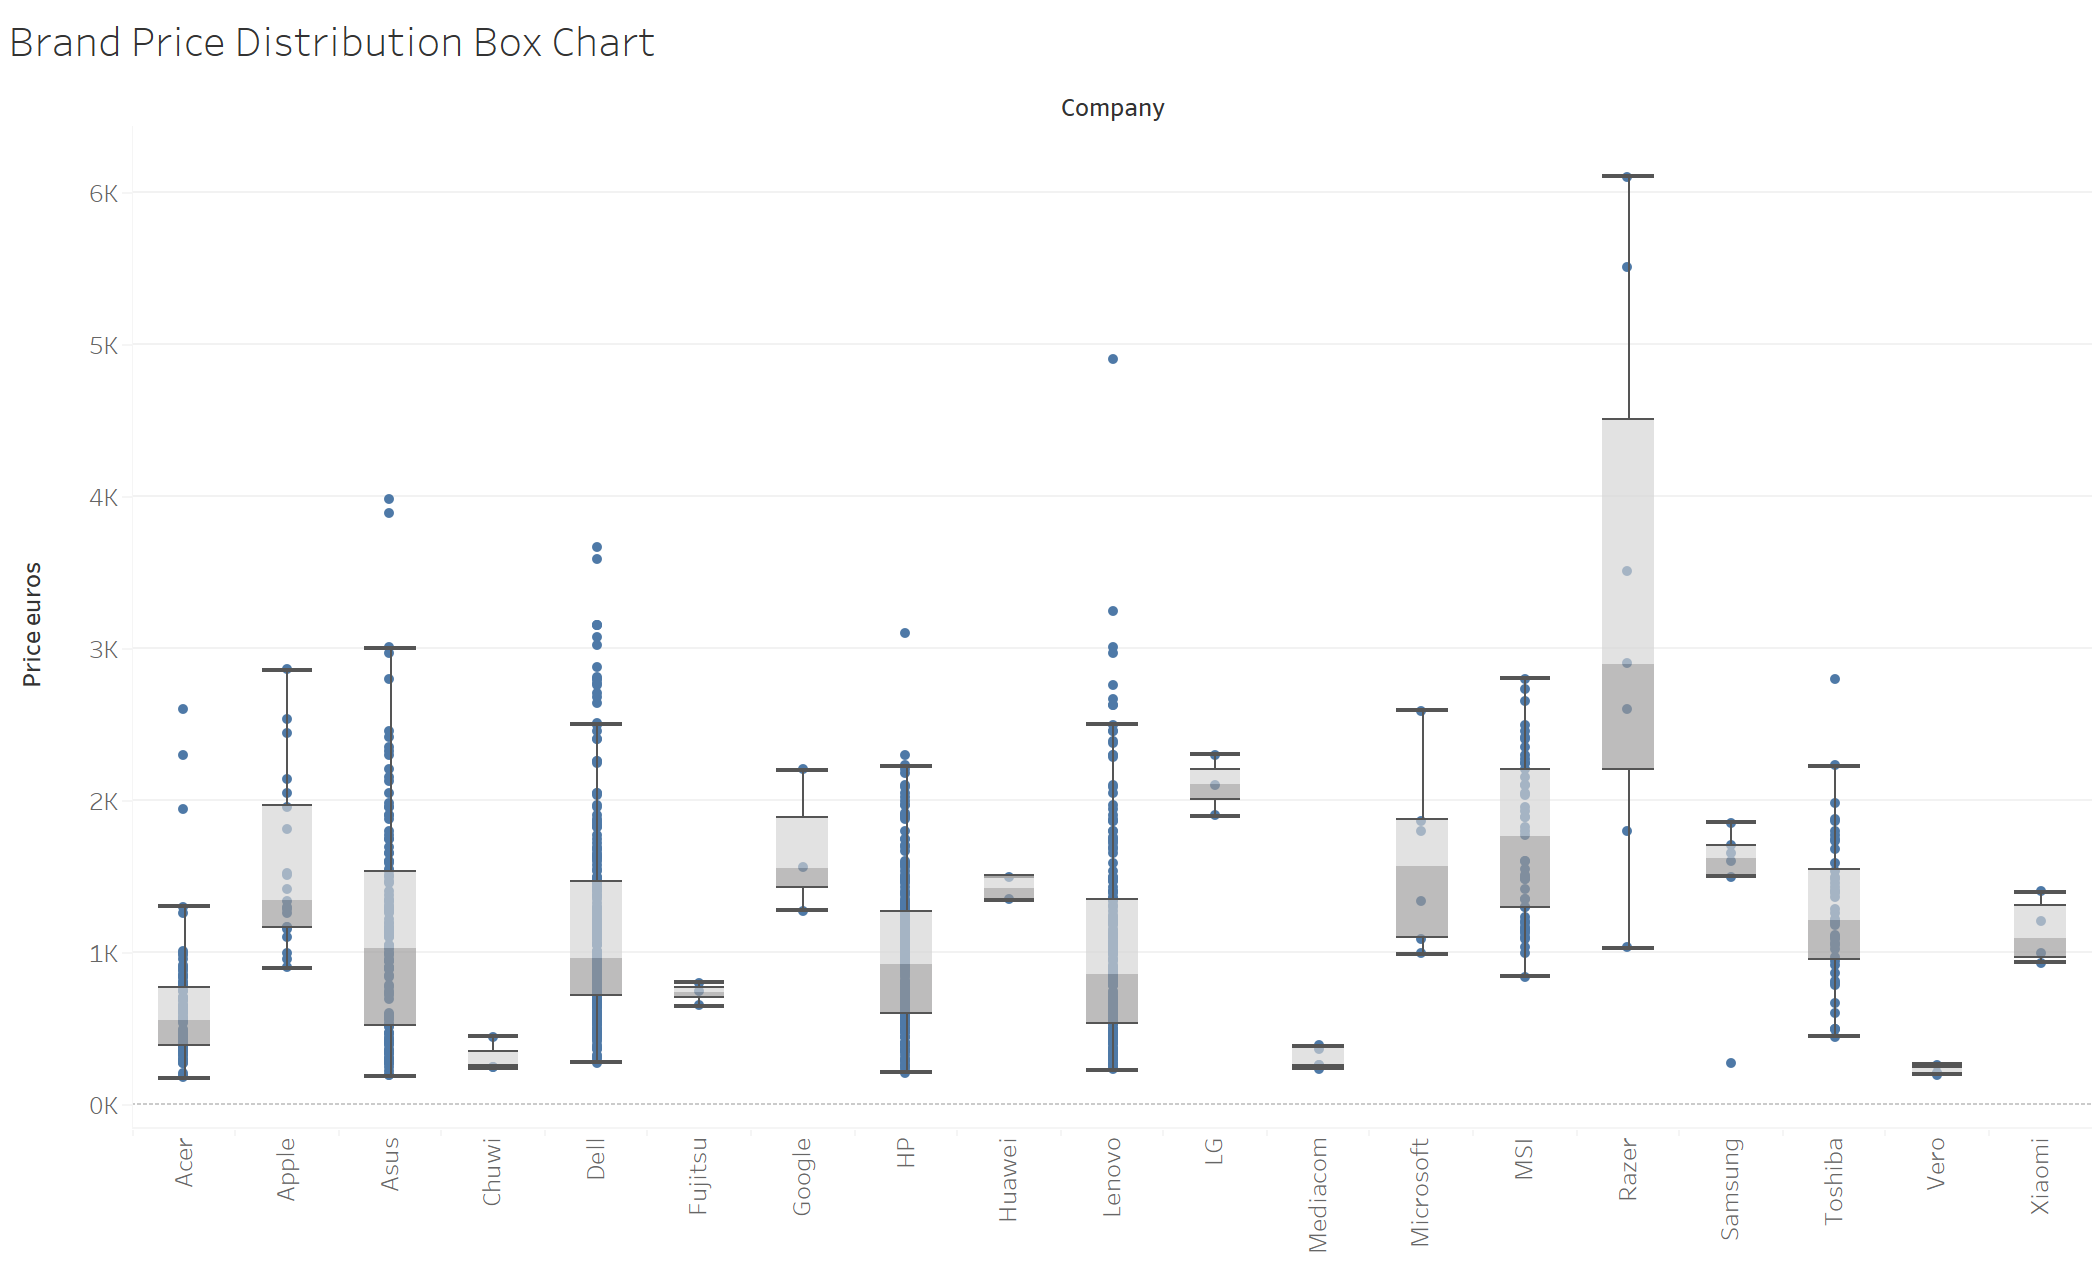 Brand Price Distribution Box Chart
Company
Price euros
6K
5K
4K
3K
2K
1K
0K
Acer
Apple
Asus
Chuwi
Dell
Fujitsu
Google
HP
Huawei
Lenovo
LG
Mediacom
Microsoft
MSI
Razer
Samsung
Toshiba
Vero
Xiaomi